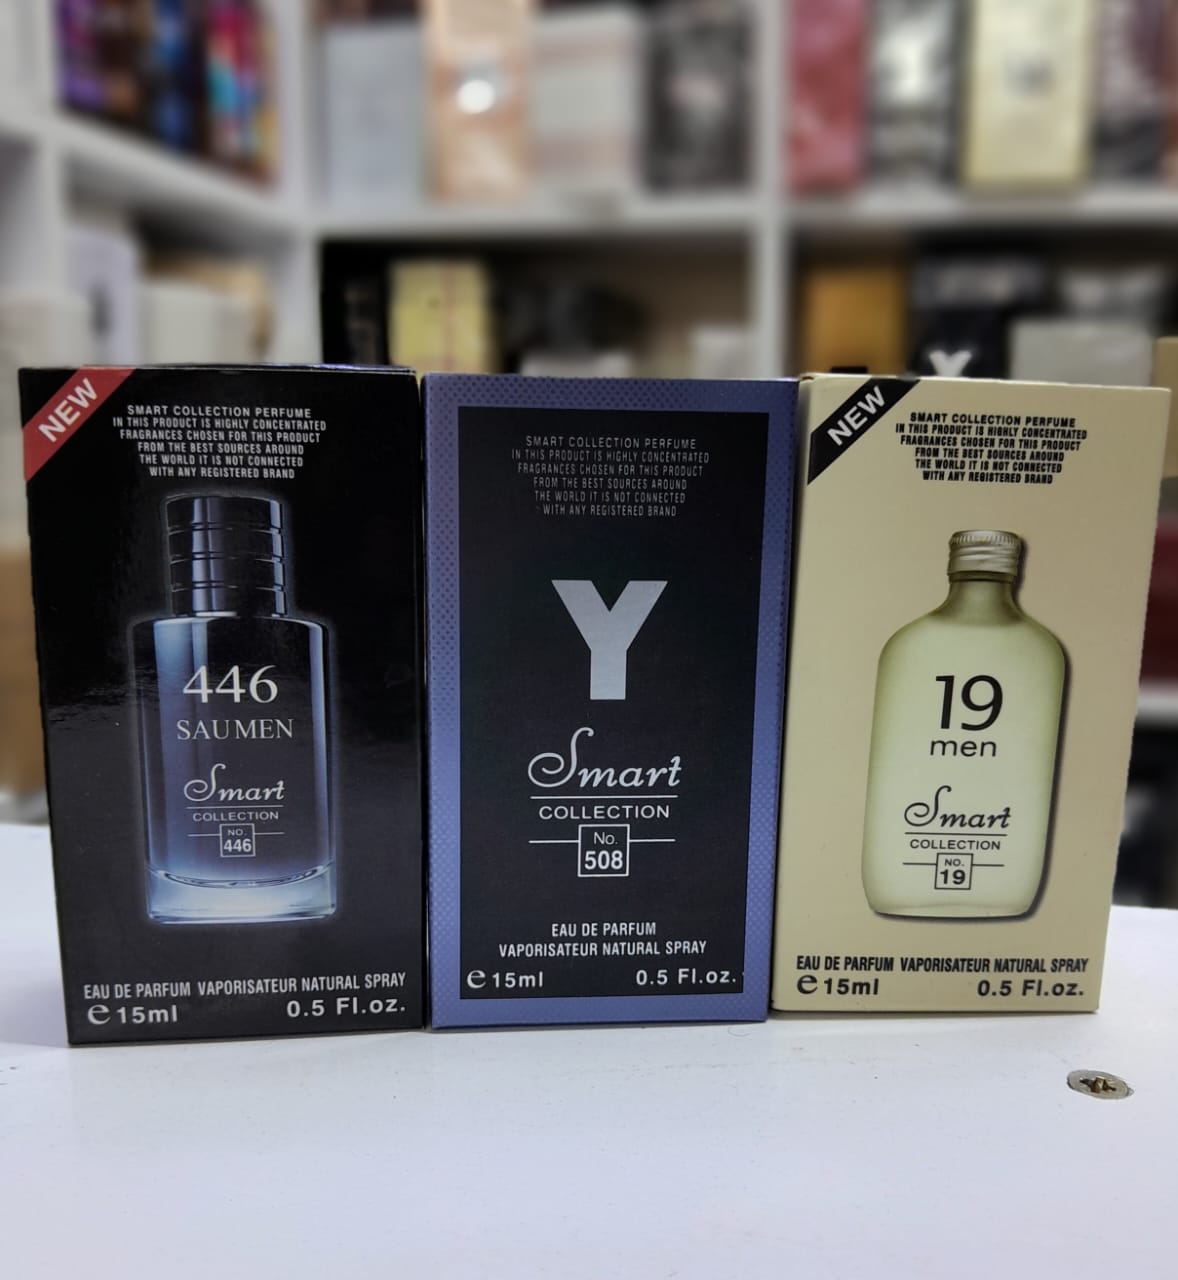 NEW
SMART COLLECTION PERFUME
IN THIS PRODUCT IS HIGHLY CONCENTRATED
FRAGRANCES CHOSEN FOR THIS PRODUCT
FROM THE BEST SOURCES AROUND
THE WORLD IT IS NOT CONNECTED
WITH ANY REGISTERED BRAND
446
SAUMEN
Smart
COLLECTION
NO.
446
EAU DE PARFUM VAPORISATEUR NATURAL SPRAY
e 15ml 0.5 Fl.oz.
SMART COLLECTION PERFUME
IN THIS PRODUCT IS HIGHLY CONCENTRATED
FRAGRANCES CHOSEN FOR THIS PRODUCT
FROM THE BEST SOURCES AROUND
THE WORLD IT IS NOT CONNECTED
WITH ANY REGISTERED BRAND
Y
Smart
COLLECTION
No.
508
EAU DE PARFUM
VAPORISATEUR NATURAL SPRAY
e 15ml 0.5 Fl.oz.
NEW
SMART COLLECTION PERFUME
IN THIS PRODUCT IS HIGHLY CONCENTRATED
FRAGRANCES CHOSEN FOR THIS PRODUCT
FROM THE BEST SOURCES AROUND
THE WORLD IT IS NOT CONNECTED
WITH ANY REGISTERED BRAND
19
men
Smart
COLLECTION
NO.
19
EAU DE PARFUM VAPORISATEUR NATURAL SPRAY
e 15ml 0.5 Fl.oz.
Y